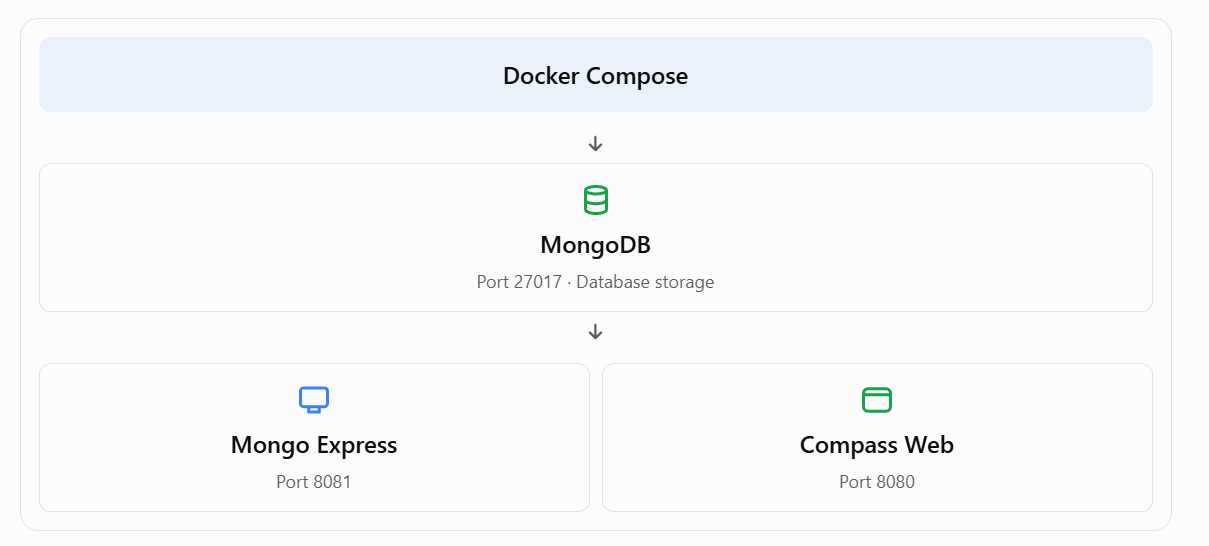 Docker Compose
MongoDB
Port 27017 · Database storage
Mongo Express
Port 8081
Compass Web
Port 8080